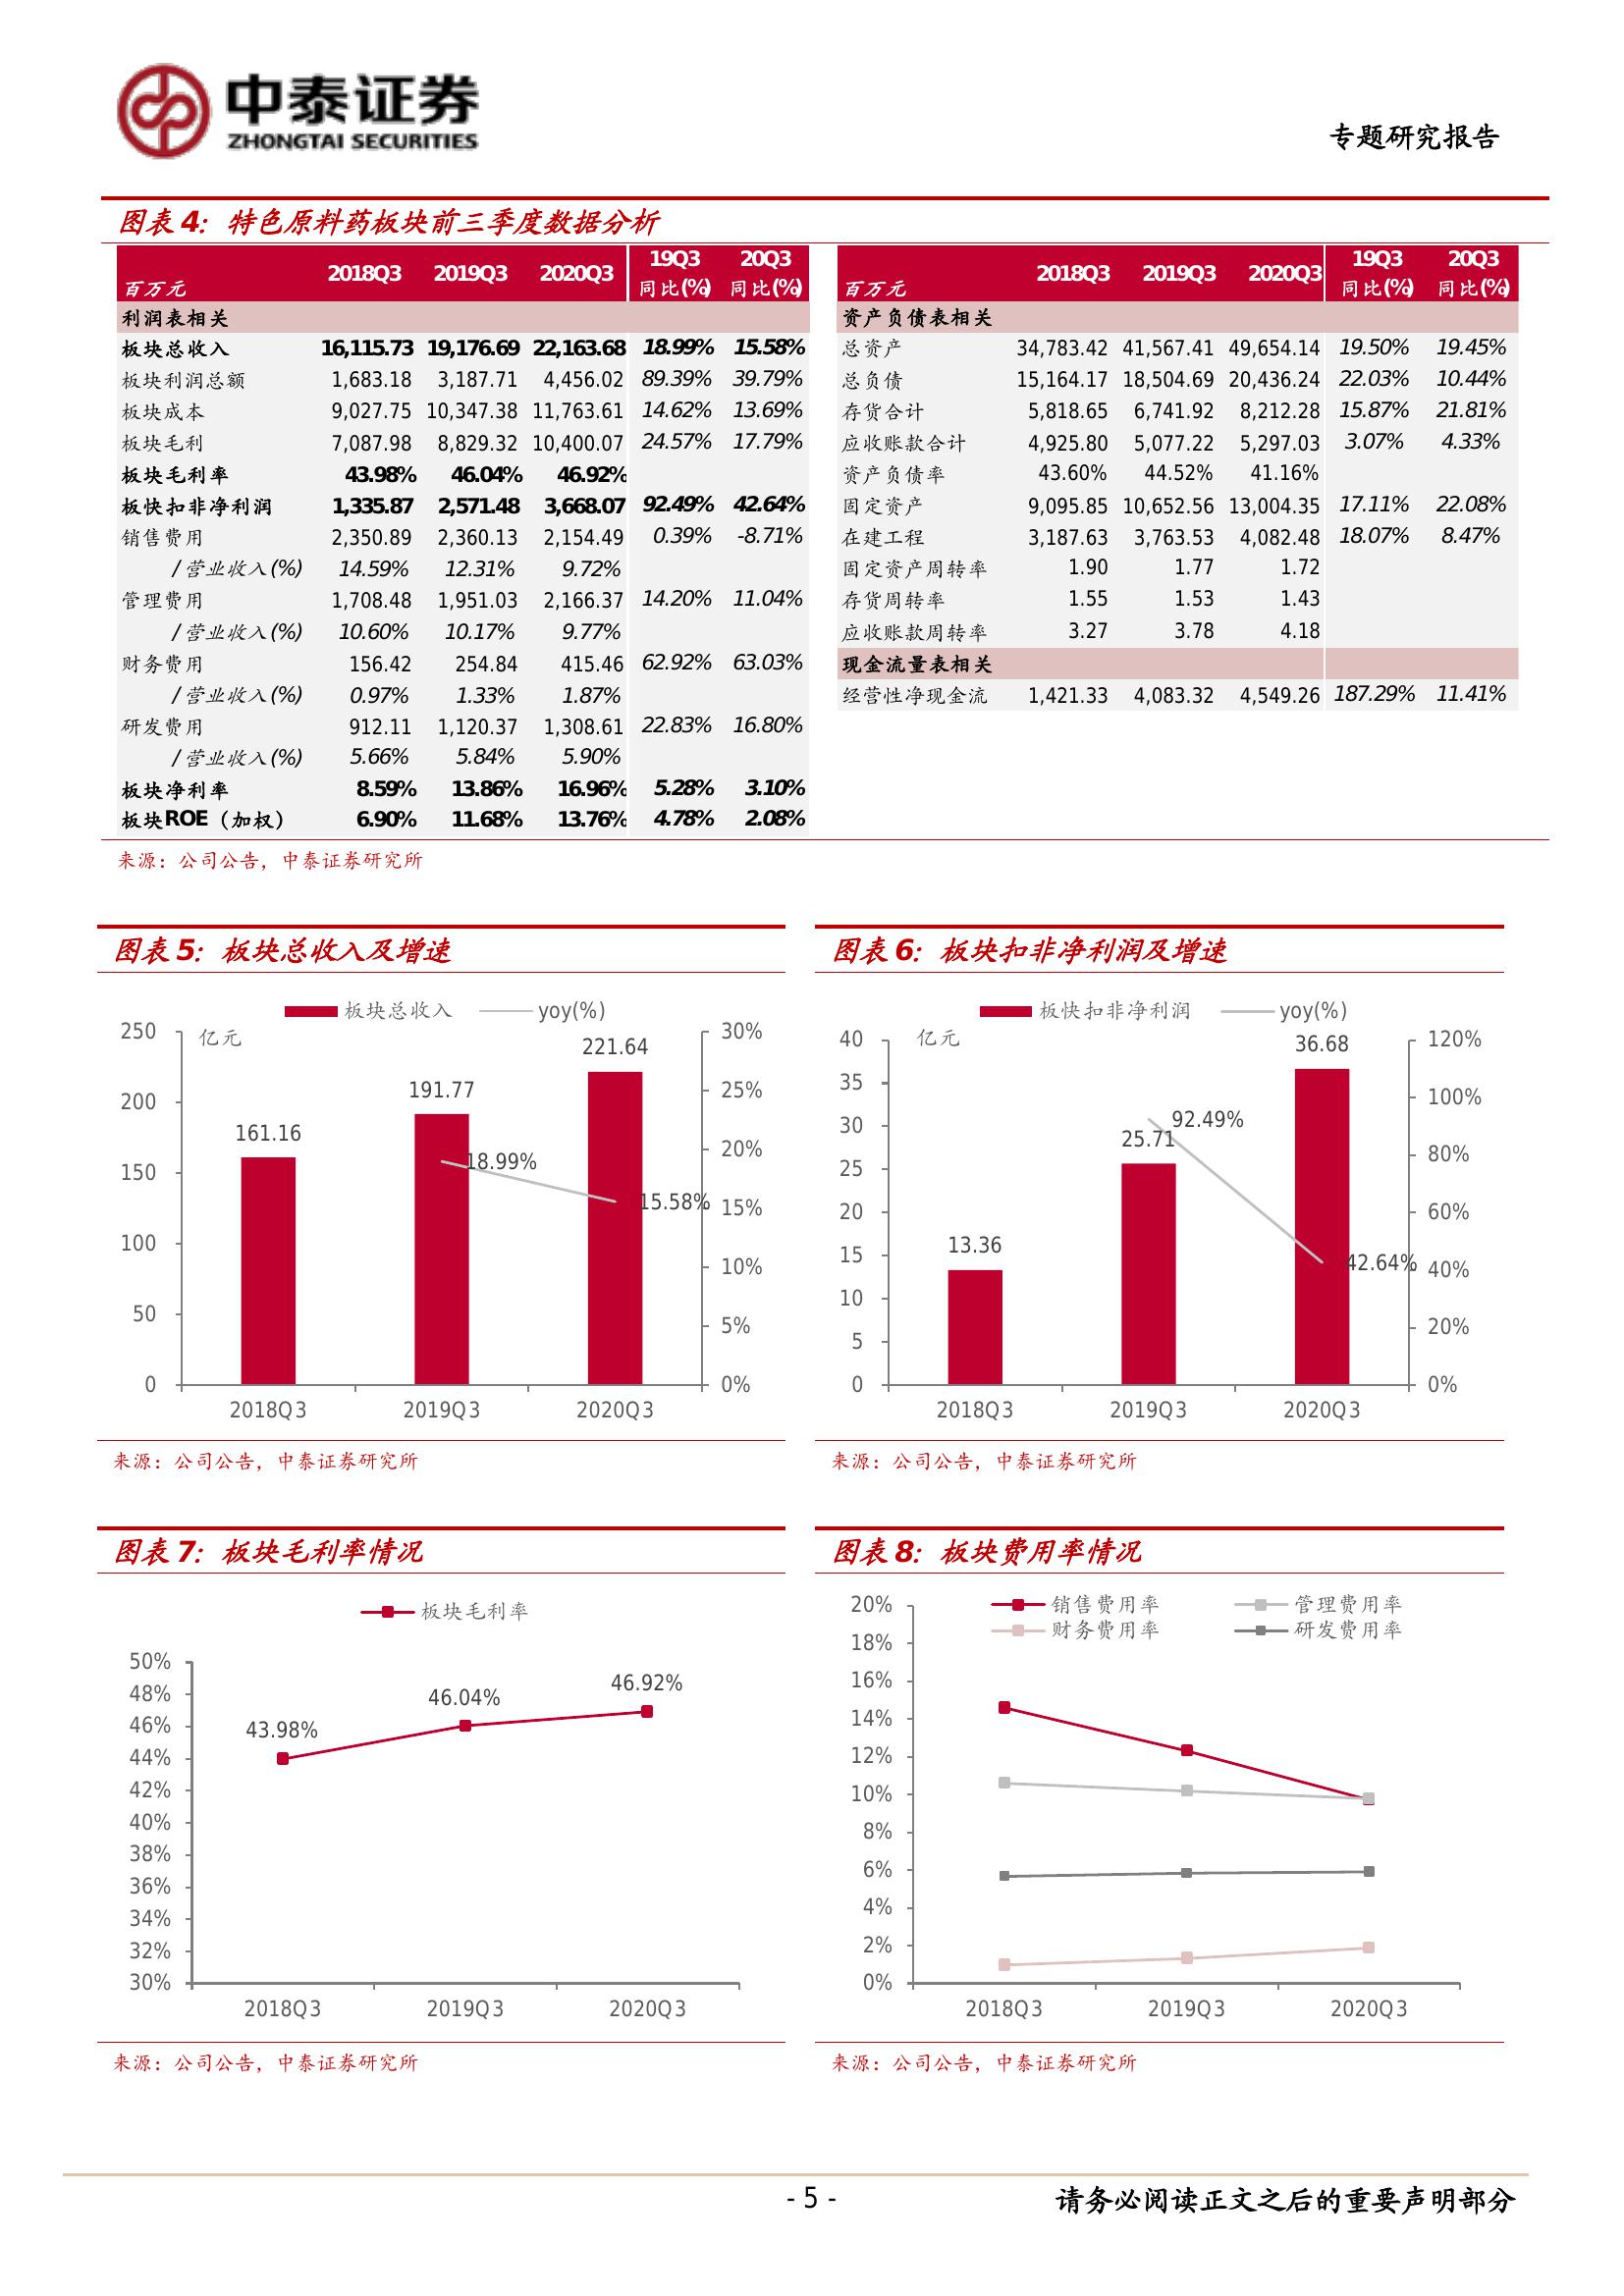 中泰证券
ZHONGTAI SECURITIES
专题研究报告
图表 4：特色原料药板块前三季度数据分析
百万元 2018Q3 2019Q3 2020Q3 19Q3 同比(%) 20Q3 同比(%)
利润表相关
板块总收入 16,115.73 19,176.69 22,163.68 18.99% 15.58%
板块利润总额 1,683.18 3,187.71 4,456.02 89.39% 39.79%
板块成本 9,027.75 10,347.38 11,763.61 14.62% 13.69%
板块毛利 7,087.98 8,829.32 10,400.07 24.57% 17.79%
板块毛利率 43.98% 46.04% 46.92%
板快扣非净利润 1,335.87 2,571.48 3,668.07 92.49% 42.64%
销售费用 2,350.89 2,360.13 2,154.49 0.39% -8.71%
/营业收入(%) 14.59% 12.31% 9.72%
管理费用 1,708.48 1,951.03 2,166.37 14.20% 11.04%
/营业收入(%) 10.60% 10.17% 9.77%
财务费用 156.42 254.84 415.46 62.92% 63.03%
/营业收入(%) 0.97% 1.33% 1.87%
研发费用 912.11 1,120.37 1,308.61 22.83% 16.80%
/营业收入(%) 5.66% 5.84% 5.90%
板块净利率 8.59% 13.86% 16.96% 5.28% 3.10%
板块ROE（加权） 6.90% 11.68% 13.76% 4.78% 2.08%
百万元 2018Q3 2019Q3 2020Q3 19Q3 同比(%) 20Q3 同比(%)
资产负债表相关
总资产 34,783.42 41,567.41 49,654.14 19.50% 19.45%
总负债 15,164.17 18,504.69 20,436.24 22.03% 10.44%
存货合计 5,818.65 6,741.92 8,212.28 15.87% 21.81%
应收账款合计 4,925.80 5,077.22 5,297.03 3.07% 4.33%
资产负债率 43.60% 44.52% 41.16%
固定资产 9,095.85 10,652.56 13,004.35 17.11% 22.08%
在建工程 3,187.63 3,763.53 4,082.48 18.07% 8.47%
固定资产周转率 1.90 1.77 1.72
存货周转率 1.55 1.53 1.43
应收账款周转率 3.27 3.78 4.18
现金流量表相关
经营性净现金流 1,421.33 4,083.32 4,549.26 187.29% 11.41%
来源：公司公告，中泰证券研究所
图表 5：板块总收入及增速
板块总收入 yoy(%)
亿元
250
200
150
100
50
0
30%
25%
20%
15%
10%
5%
0%
161.16
191.77
221.64
18.99%
15.58%
2018Q3 2019Q3 2020Q3
来源：公司公告，中泰证券研究所
图表 6：板块扣非净利润及增速
板快扣非净利润 yoy(%)
亿元
40
35
30
25
20
15
10
5
0
120%
100%
80%
60%
40%
20%
0%
13.36
25.71
36.68
92.49%
42.64%
2018Q3 2019Q3 2020Q3
来源：公司公告，中泰证券研究所
图表 7：板块毛利率情况
板块毛利率
50%
48%
46%
44%
42%
40%
38%
36%
34%
32%
30%
43.98%
46.04%
46.92%
2018Q3 2019Q3 2020Q3
来源：公司公告，中泰证券研究所
图表 8：板块费用率情况
销售费用率 管理费用率
财务费用率 研发费用率
20%
18%
16%
14%
12%
10%
8%
6%
4%
2%
0%
2018Q3 2019Q3 2020Q3
来源：公司公告，中泰证券研究所
- 5 -
请务必阅读正文之后的重要声明部分